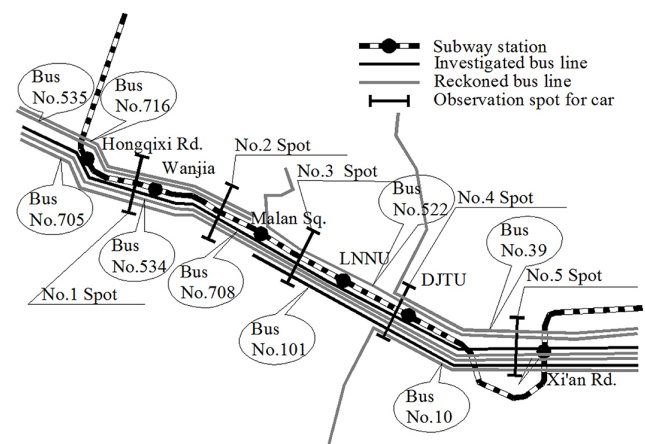 Subway station
Investigated bus line
Reckoned bus line
Observation spot for car
Bus
No.535
Bus
No.716
Hongqixi Rd.
Wanjia
No.2 Spot
No.3 Spot
Bus
No.522
No.4 Spot
Bus
No.705
Malan Sq.
Bus
No.39
Bus
No.534
LNNU
DJTU
No.5 Spot
Bus
No.708
No.1 Spot
Bus
No.101
Xi'an Rd.
Bus
No.10